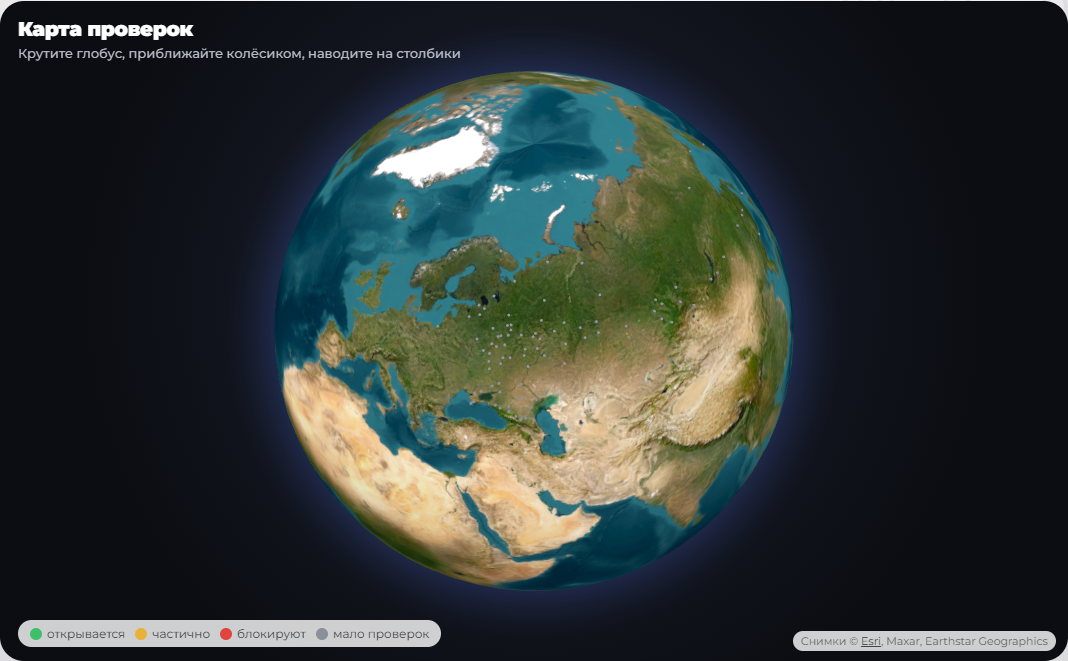 Карта проверок
Крутите глобус, приближайте колёсиком, наводите на столбики
открывается частично блокируют мало проверок
Снимки © Esri, Maxar, Earthstar Geographics